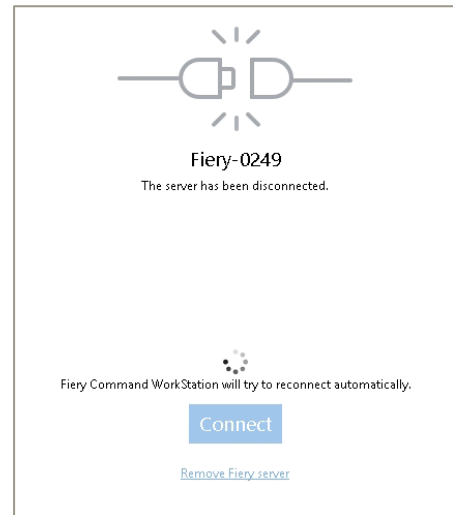 Fiery-0249
The server has been disconnected.
Fiery Command WorkStation will try to reconnect automatically.
Connect
Remove Fiery server